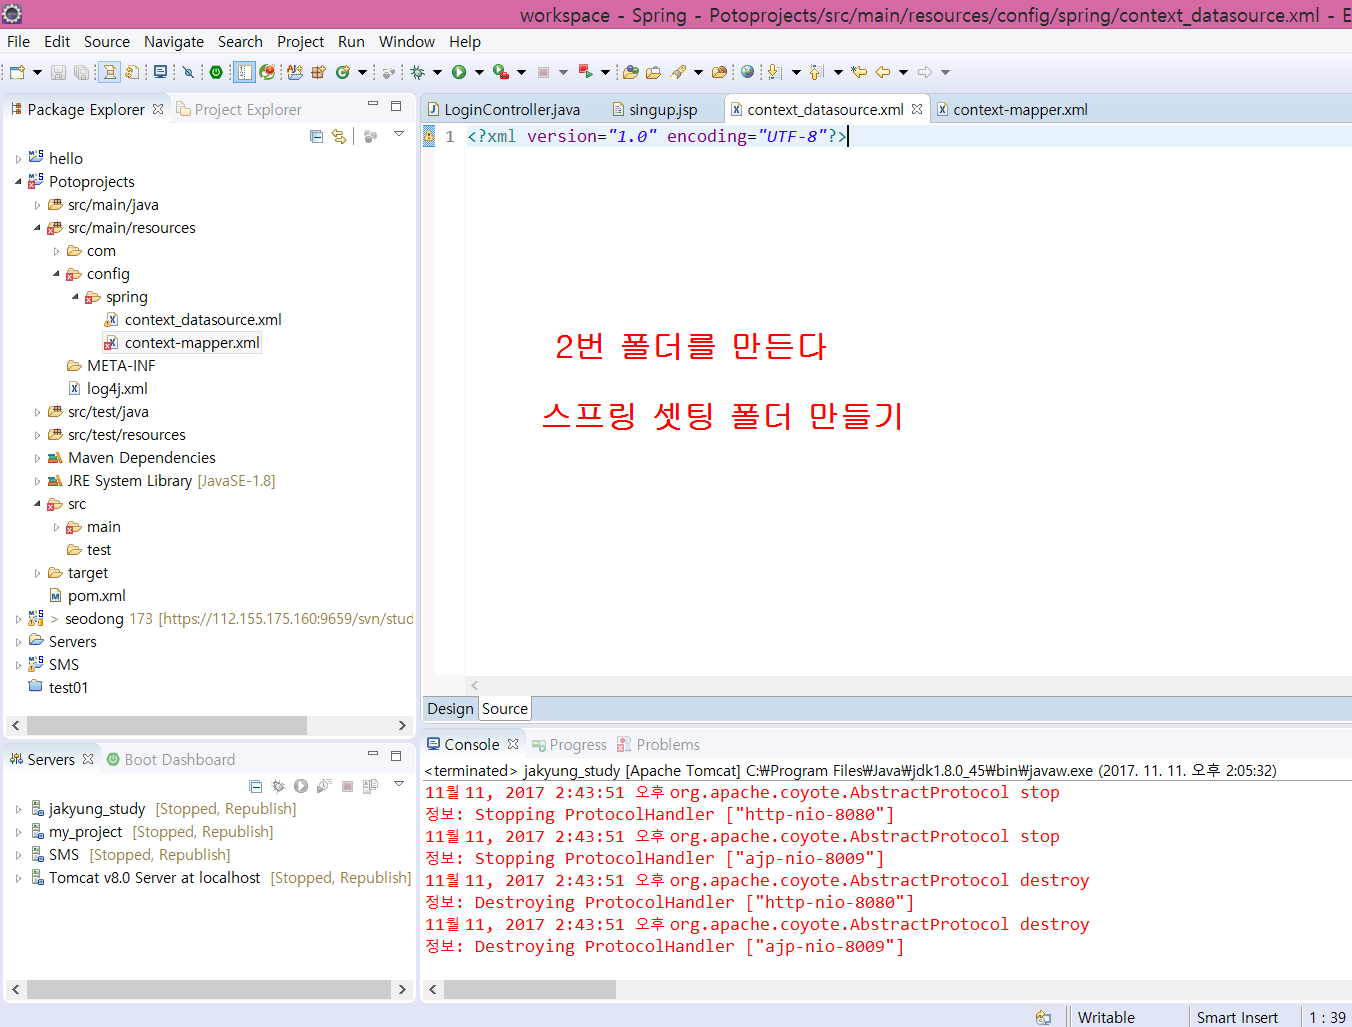 workspace - Spring - Potoprojects/src/main/resources/config/spring/context_datasource.xml - E
File Edit Source Navigate Search Project Run Window Help
Package Explorer Project Explorer
hello
Potoprojects
src/main/java
src/main/resources
com
config
spring
context_datasource.xml
context-mapper.xml
META-INF
log4j.xml
src/test/java
src/test/resources
Maven Dependencies
JRE System Library [JavaSE-1.8]
src
main
test
target
pom.xml
> seodong 173 [https://112.155.175.160:9659/svn/stud
Servers
SMS
test01
LoginController.java singup.jsp context_datasource.xml context-mapper.xml
1 <?xml version="1.0" encoding="UTF-8"?>
2번 폴더를 만든다
스프링 셋팅 폴더 만들기
Design Source
Servers Boot Dashboard
jakyung_study [Stopped, Republish]
my_project [Stopped, Republish]
SMS [Stopped, Republish]
Tomcat v8.0 Server at localhost [Stopped, Republish]
Console Progress Problems
<terminated> jakyung_study [Apache Tomcat] C:₩Program Files₩Java₩jdk1.8.0_45₩bin₩javaw.exe (2017. 11. 11. 오후 2:05:32)
11월 11, 2017 2:43:51 오후 org.apache.coyote.AbstractProtocol stop
정보: Stopping ProtocolHandler ["http-nio-8080"]
11월 11, 2017 2:43:51 오후 org.apache.coyote.AbstractProtocol stop
정보: Stopping ProtocolHandler ["ajp-nio-8009"]
11월 11, 2017 2:43:51 오후 org.apache.coyote.AbstractProtocol destroy
정보: Destroying ProtocolHandler ["http-nio-8080"]
11월 11, 2017 2:43:51 오후 org.apache.coyote.AbstractProtocol destroy
정보: Destroying ProtocolHandler ["ajp-nio-8009"]
Writable Smart Insert 1 : 39